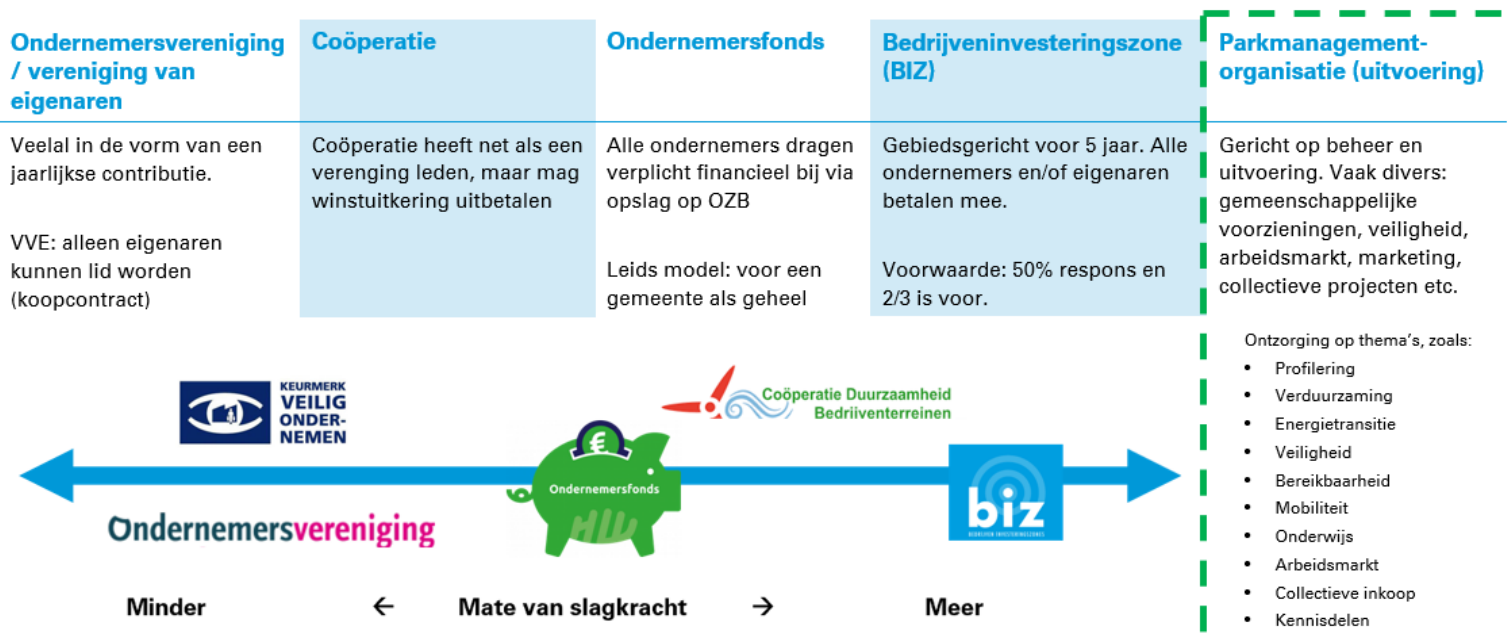 Ondernemersvereniging
/ vereniging van
eigenaren
Veelal in de vorm van een
jaarlijkse contributie.
VVE: alleen eigenaren
kunnen lid worden
(koopcontract)
Coöperatie
Coöperatie heeft net als een
verenging leden, maar mag
winstuitkering uitbetalen
Ondernemersfonds
Alle ondernemers dragen
verplicht financieel bij via
opslag op OZB
Leids model: voor een
gemeente als geheel
Bedrijveninvesteringszone
(BIZ)
Gebiedsgericht voor 5 jaar. Alle
ondernemers en/of eigenaren
betalen mee.
Voorwaarde: 50% respons en
2/3 is voor.
Parkmanagement-
organisatie (uitvoering)
Gericht op beheer en
uitvoering. Vaak divers:
gemeenschappelijke
voorzieningen, veiligheid,
arbeidsmarkt, marketing,
collectieve projecten etc.
Ontzorging op thema's, zoals:
• Profilering
• Verduurzaming
• Energietransitie
• Veiligheid
• Bereikbaarheid
• Mobiliteit
• Onderwijs
• Arbeidsmarkt
• Collectieve inkoop
• Kennisdelen
KEURMERK
VEILIG
ONDER-
NEMEN
Ondernemersvereniging
€
Ondernemersfonds
Coöperatie Duurzaamheid
Bedrijventerreinen
biz
BEDRIJVEN INVESTERINGSZONES
Minder ← Mate van slagkracht → Meer